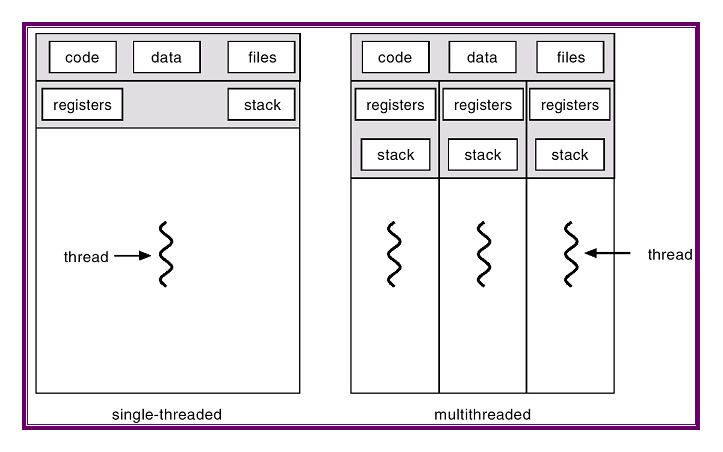 code data files
registers stack
thread
single-threaded
code data files
registers registers registers
stack stack stack
thread
multithreaded